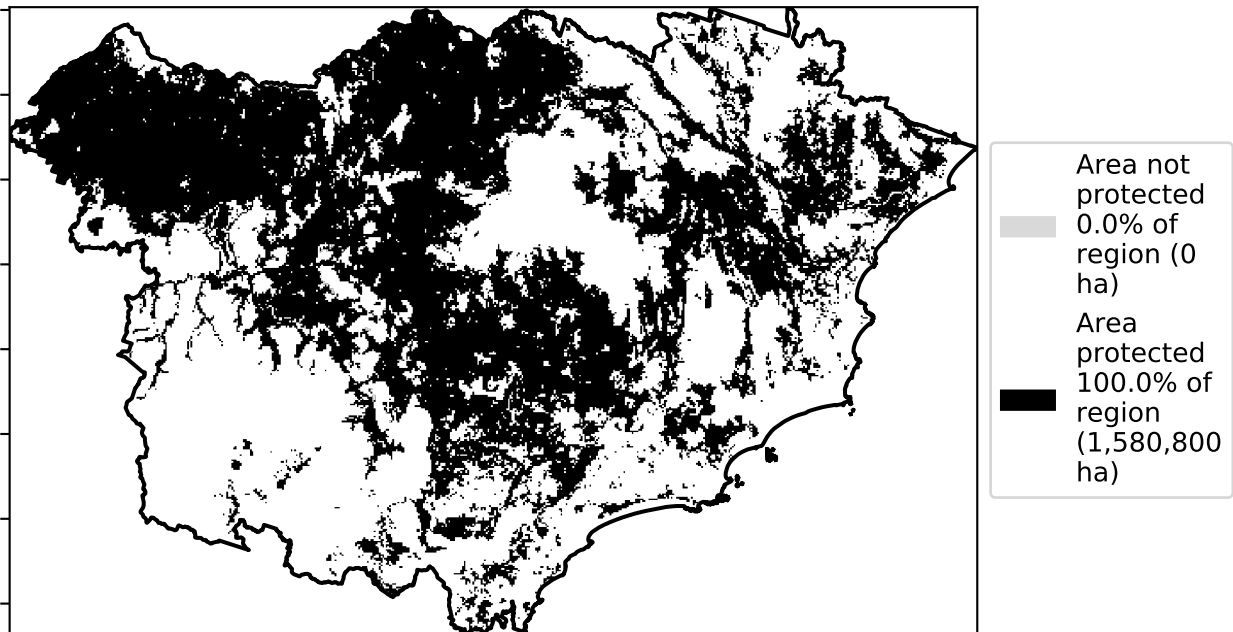 Area not
protected
0.0% of
region (0
ha)
Area
protected
100.0% of
region
(1,580,800
ha)